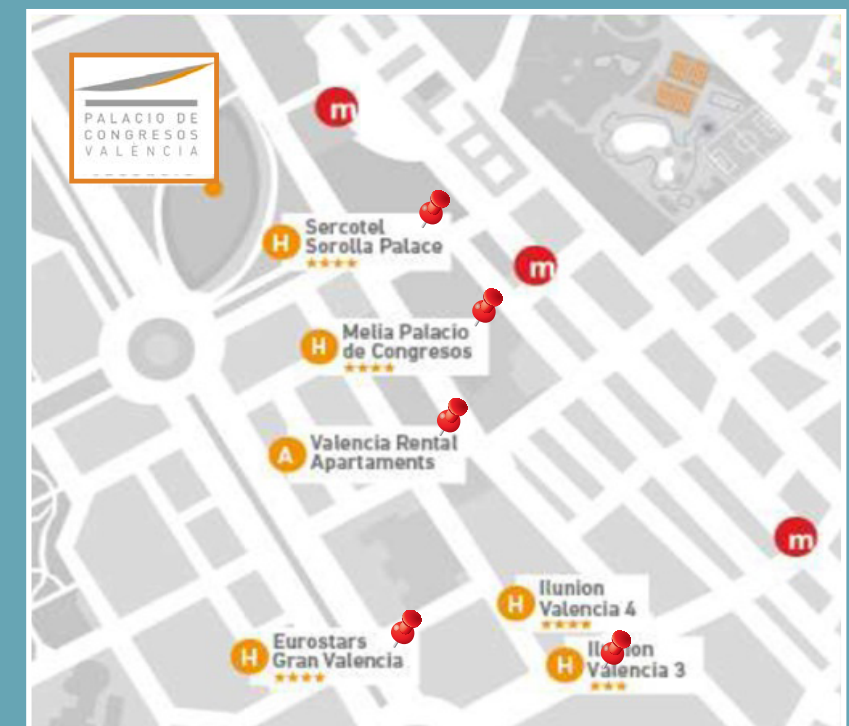 PALACIO DE
CONGRESOS
VALÈNCIA
m
H Sercotel
Sorolla Palace
m
H Melia Palacio
de Congresos
A Valencia Rental
Apartaments
m
H Ilunion
Valencia 4
H Eurostars
Gran Valencia
H
Valencia 3